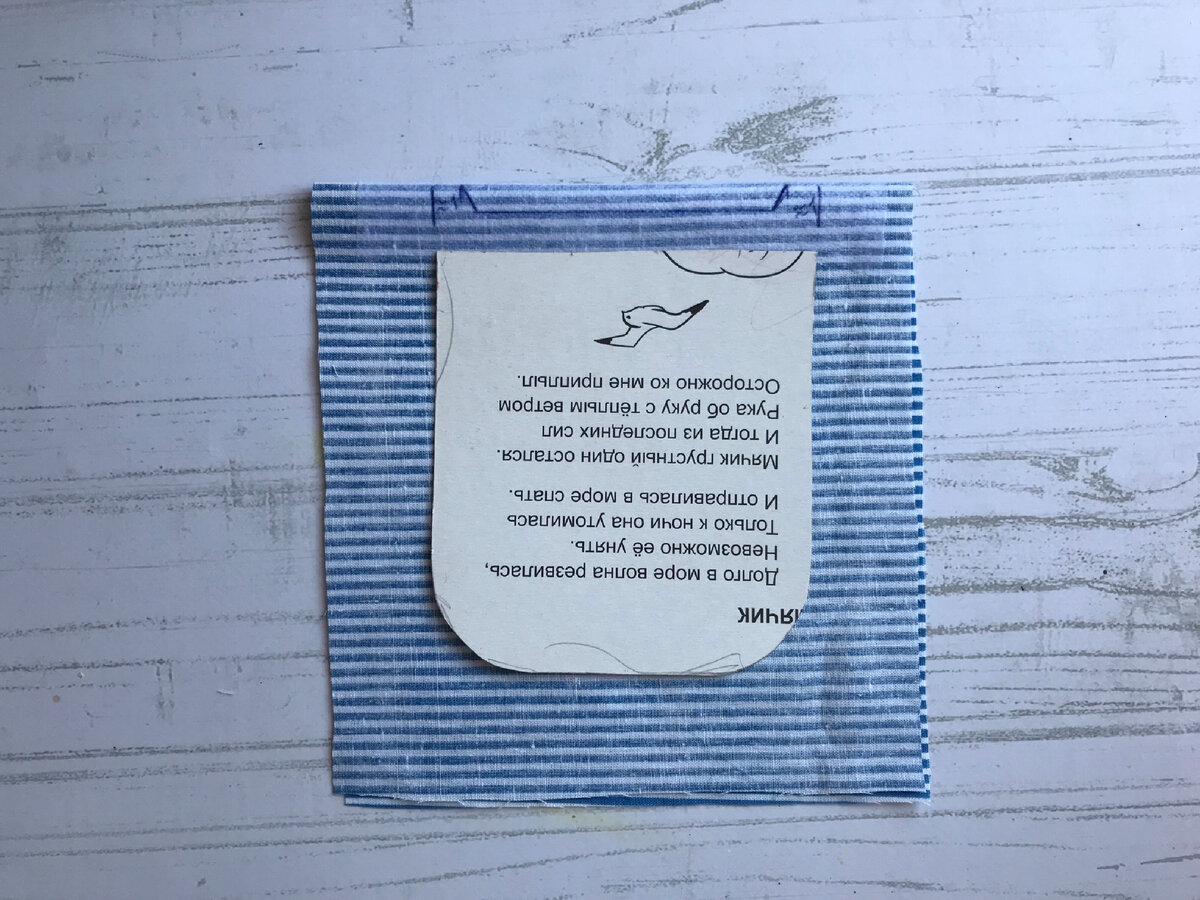 ЯЧИК
Долго в море волна резвилась,
Невозможно её унять.
Только к ночи она утомилась
И отправилась в море спать.
Мячик грустный один остался.
И тогда из последних сил
Рука об руку с тёплым ветром
Осторожно ко мне приплыл.